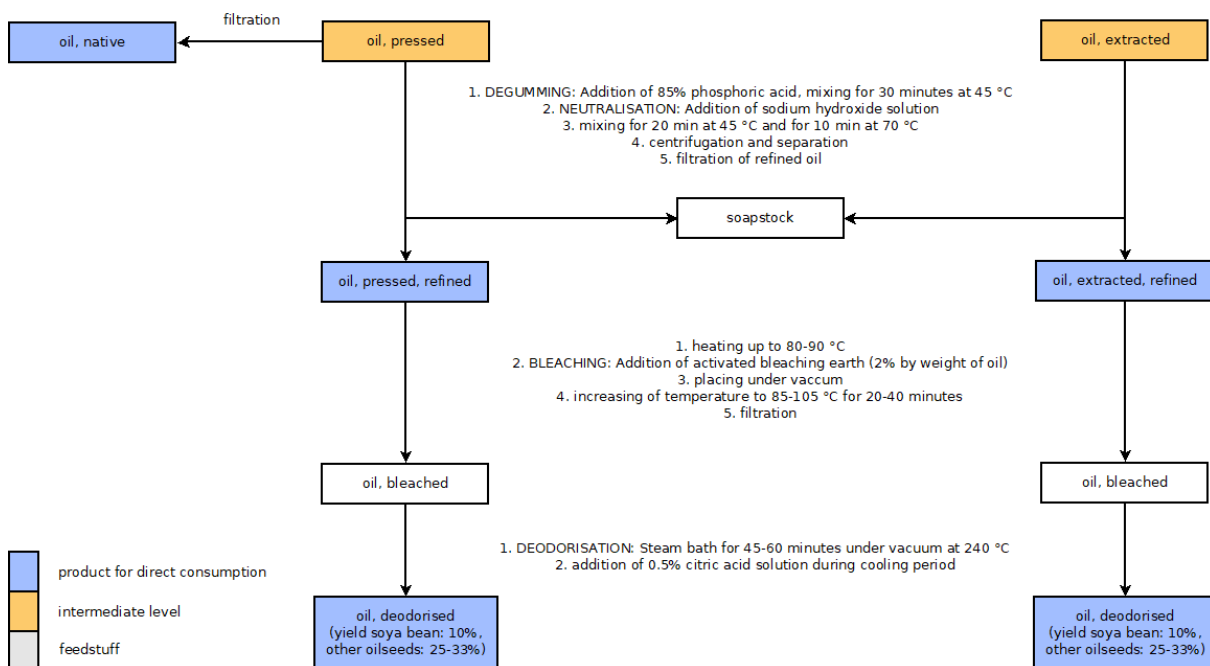 filtration
oil, native
oil, pressed
oil, extracted
1. DEGUMMING: Addition of 85% phosphoric acid, mixing for 30 minutes at 45 °C
2. NEUTRALISATION: Addition of sodium hydroxide solution
3. mixing for 20 min at 45 °C and for 10 min at 70 °C
4. centrifugation and separation
5. filtration of refined oil
soapstock
oil, pressed, refined
oil, extracted, refined
1. heating up to 80-90 °C
2. BLEACHING: Addition of activated bleaching earth (2% by weight of oil)
3. placing under vaccum
4. increasing of temperature to 85-105 °C for 20-40 minutes
5. filtration
oil, bleached
oil, bleached
1. DEODORISATION: Steam bath for 45-60 minutes under vacuum at 240 °C
2. addition of 0.5% citric acid solution during cooling period
product for direct consumption
intermediate level
feedstuff
oil, deodorised
(yield soya bean: 10%,
other oilseeds: 25-33%)
oil, deodorised
(yield soya bean: 10%,
other oilseeds: 25-33%)